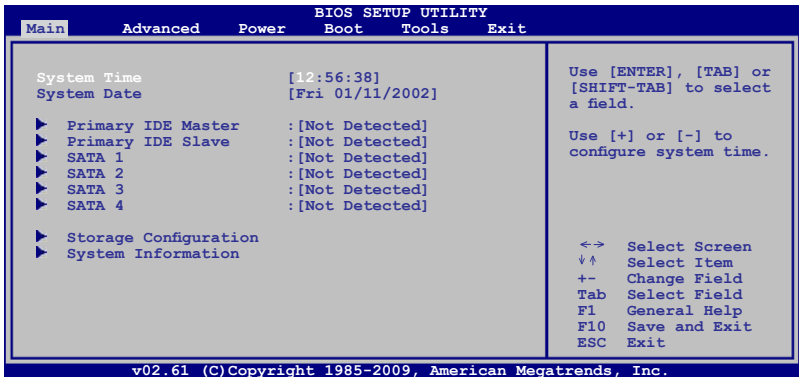 BIOS SETUP UTILITY
Main Advanced Power Boot Tools Exit
System Time [12:56:38]
System Date [Fri 01/11/2002]
Primary IDE Master :[Not Detected]
Primary IDE Slave :[Not Detected]
SATA 1 :[Not Detected]
SATA 2 :[Not Detected]
SATA 3 :[Not Detected]
SATA 4 :[Not Detected]
Storage Configuration
System Information
Use [ENTER], [TAB] or
[SHIFT-TAB] to select
a field.
Use [+] or [-] to
configure system time.
←→ Select Screen
↓↑ Select Item
+- Change Field
Tab Select Field
F1 General Help
F10 Save and Exit
ESC Exit
v02.61 (C)Copyright 1985-2009, American Megatrends, Inc.